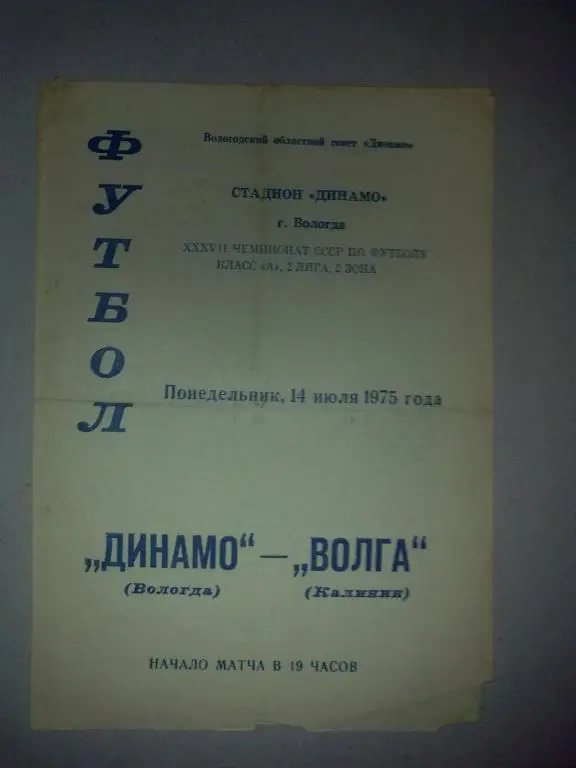 ФУТБОЛ
Вологодский областной совет «Динамо»
СТАДИОН «ДИНАМО»
г. Вологда
XXXVII ЧЕМПИОНАТ СССР ПО ФУТБОЛУ
КЛАСС «А», 2 ЛИГА, 2 ЗОНА
Понедельник, 14 июля 1975 года
„ДИНАМО“ — „ВОЛГА“
(Вологда) (Калинин)
НАЧАЛО МАТЧА В 19 ЧАСОВ